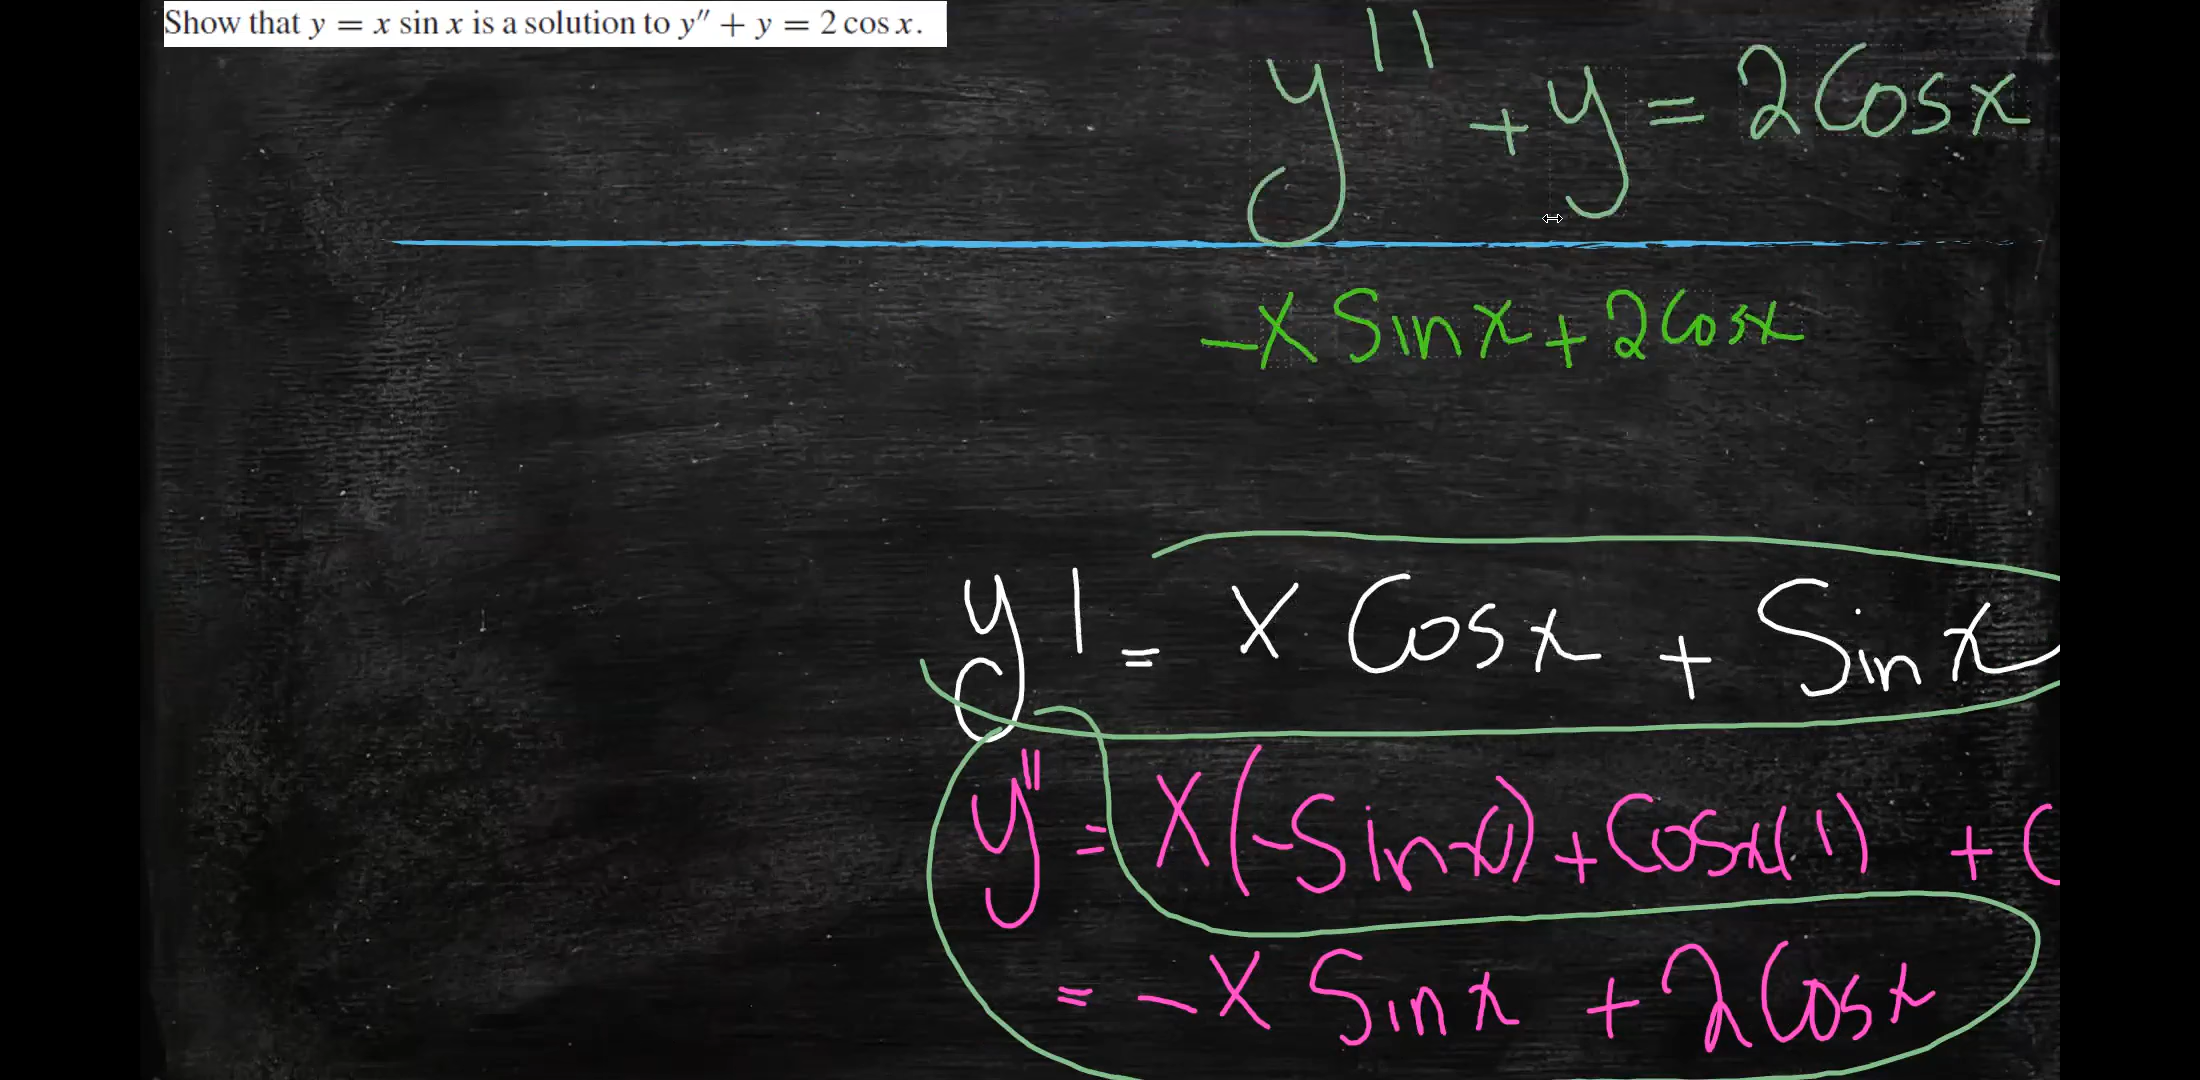 Show that y = x sin x is a solution to y″ + y = 2 cos x.
y'' + y = 2 Cos x
-x Sin x + 2 Cos x
y' = x Cos x + Sin x
y'' = x(-Sin x) + Cos x(1) + C
= -x Sin x + 2 Cos x